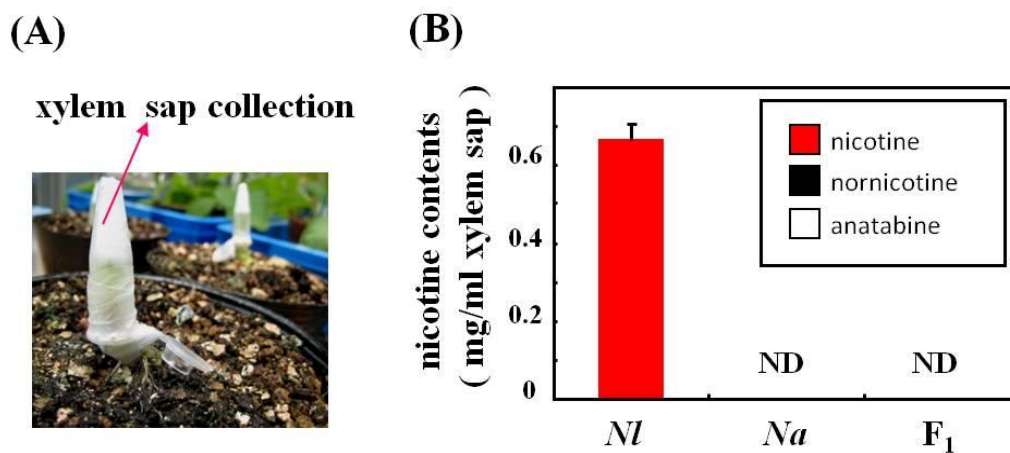 (A)
xylem sap collection
(B)
nicotine contents
( mg/ml xylem sap )
0.6
0.4
0.2
0
nicotine
nornicotine
anatabine
ND
ND
Nl
Na
F₁